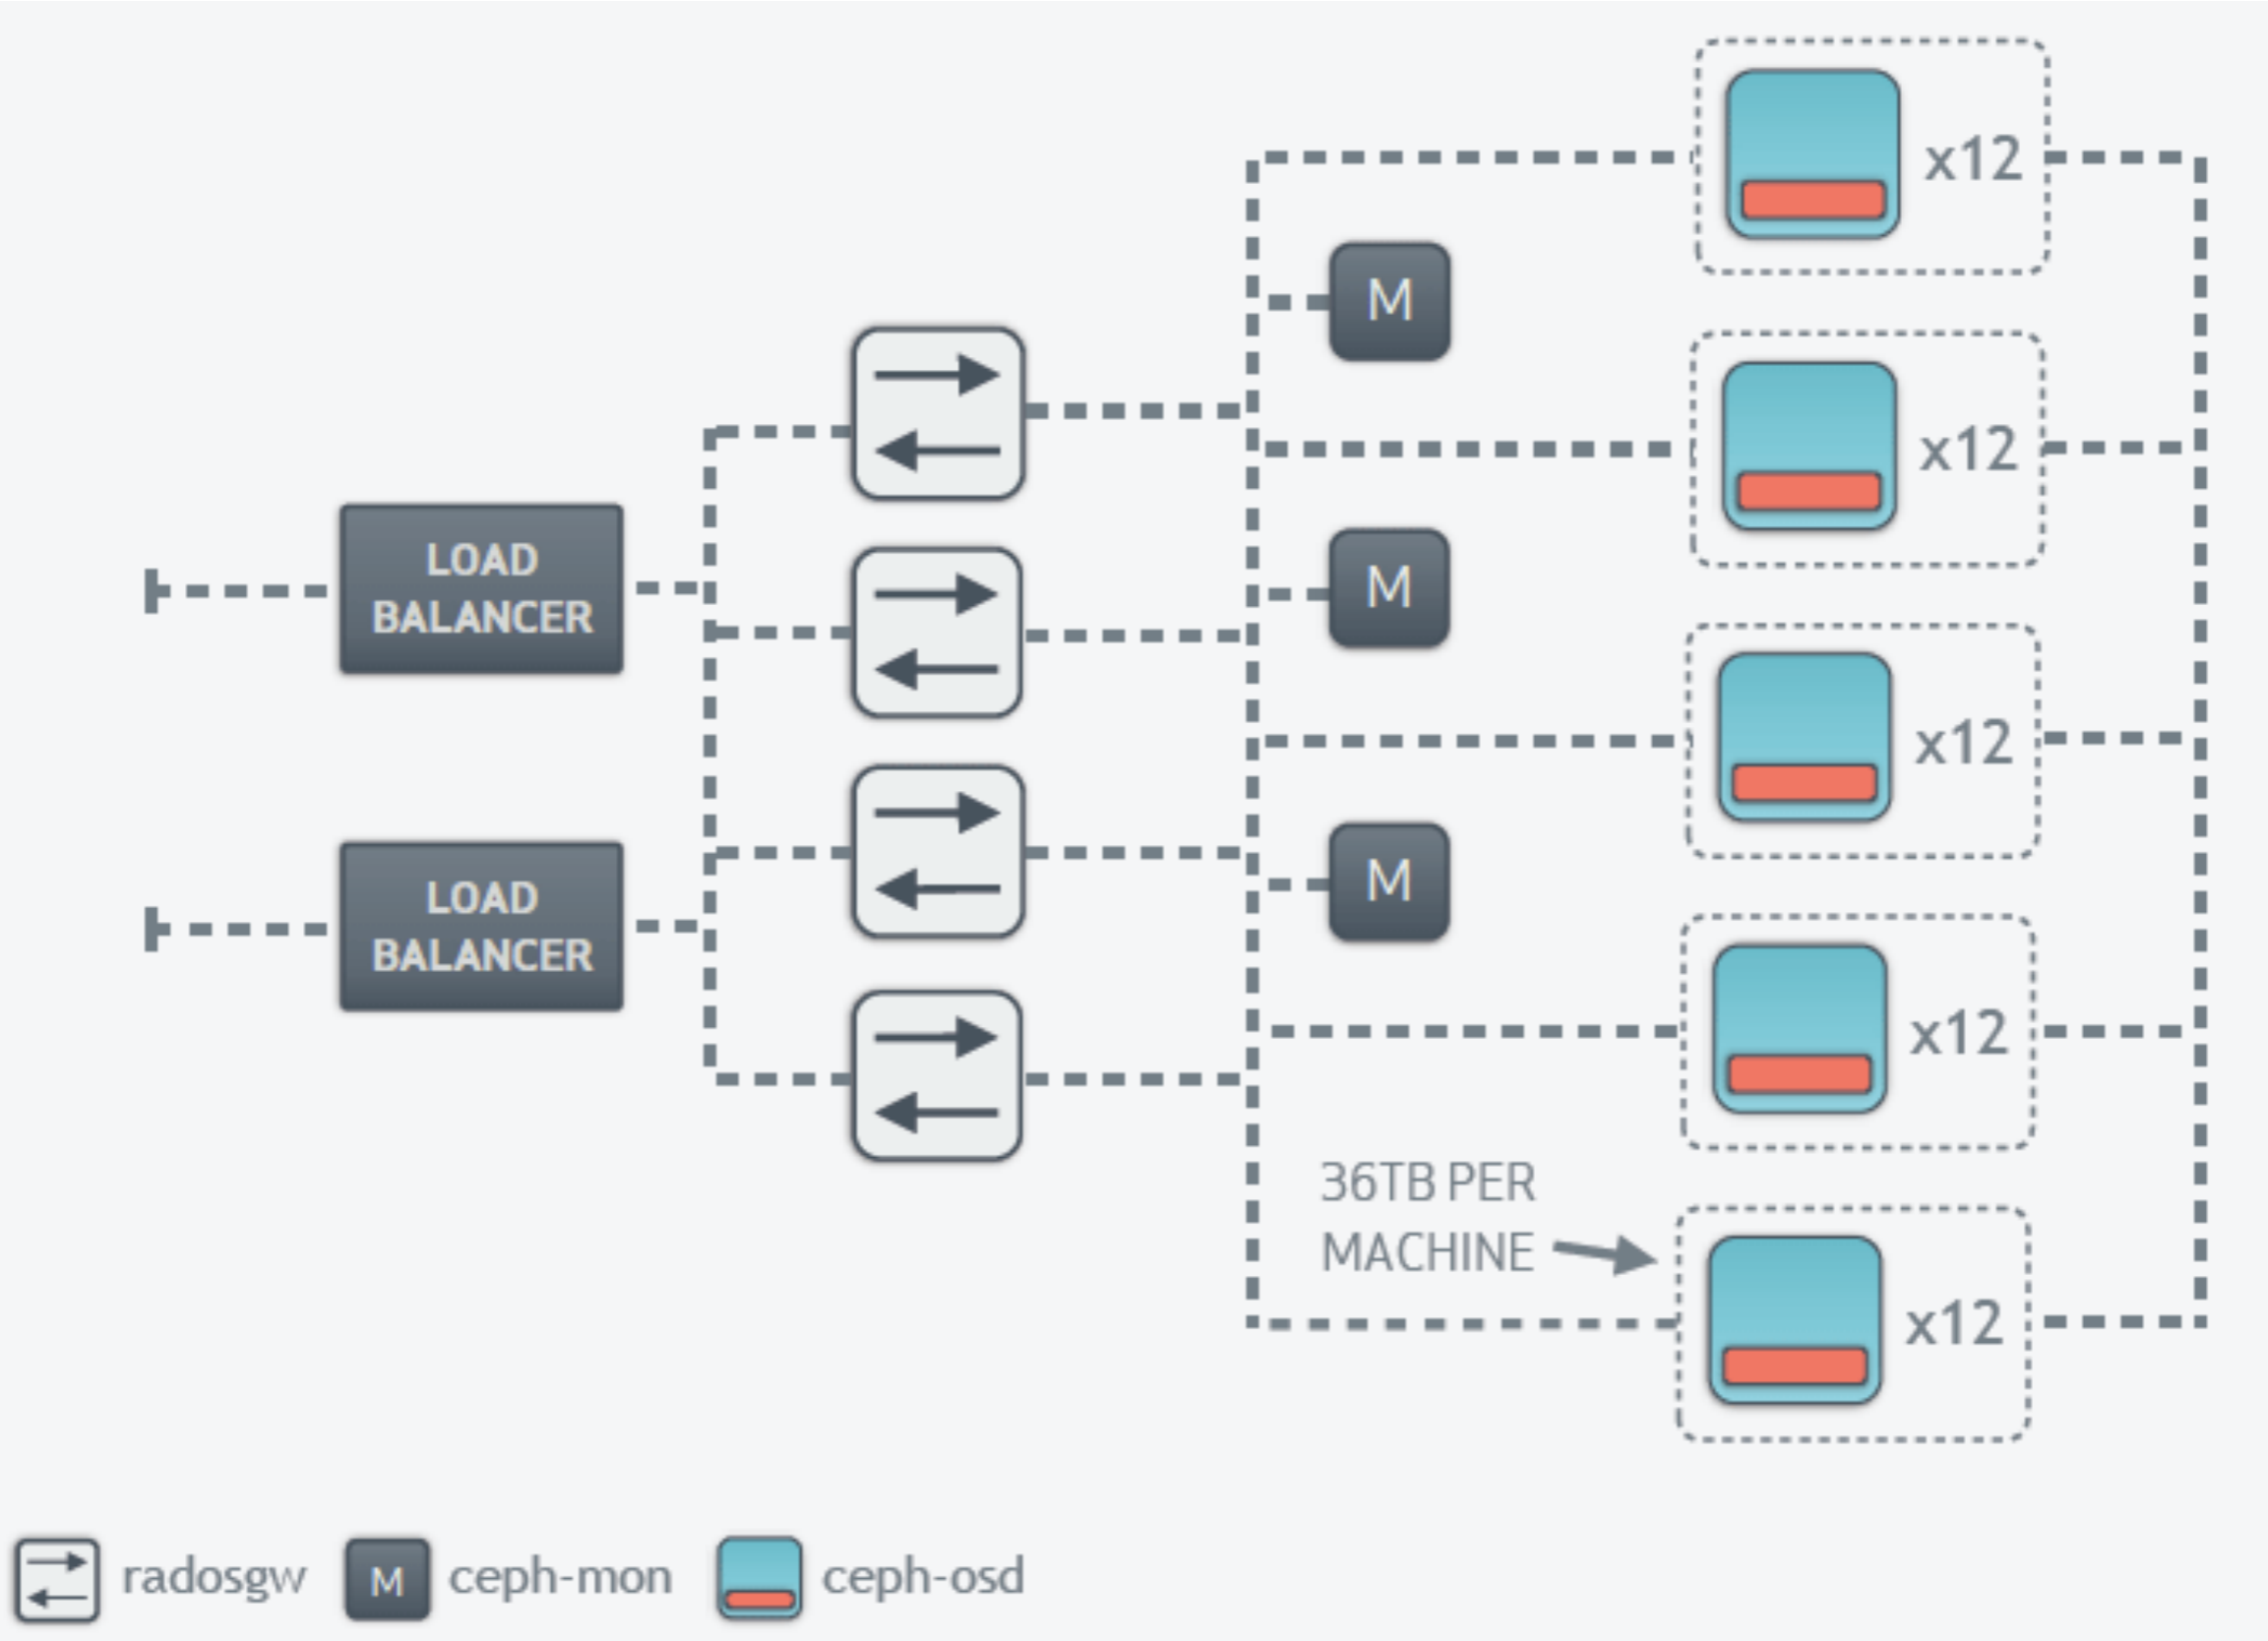 x12
M
x12
LOAD
BALANCER
M
x12
LOAD
BALANCER
M
x12
36TB PER
MACHINE
x12
radosgw
M
ceph-mon
ceph-osd